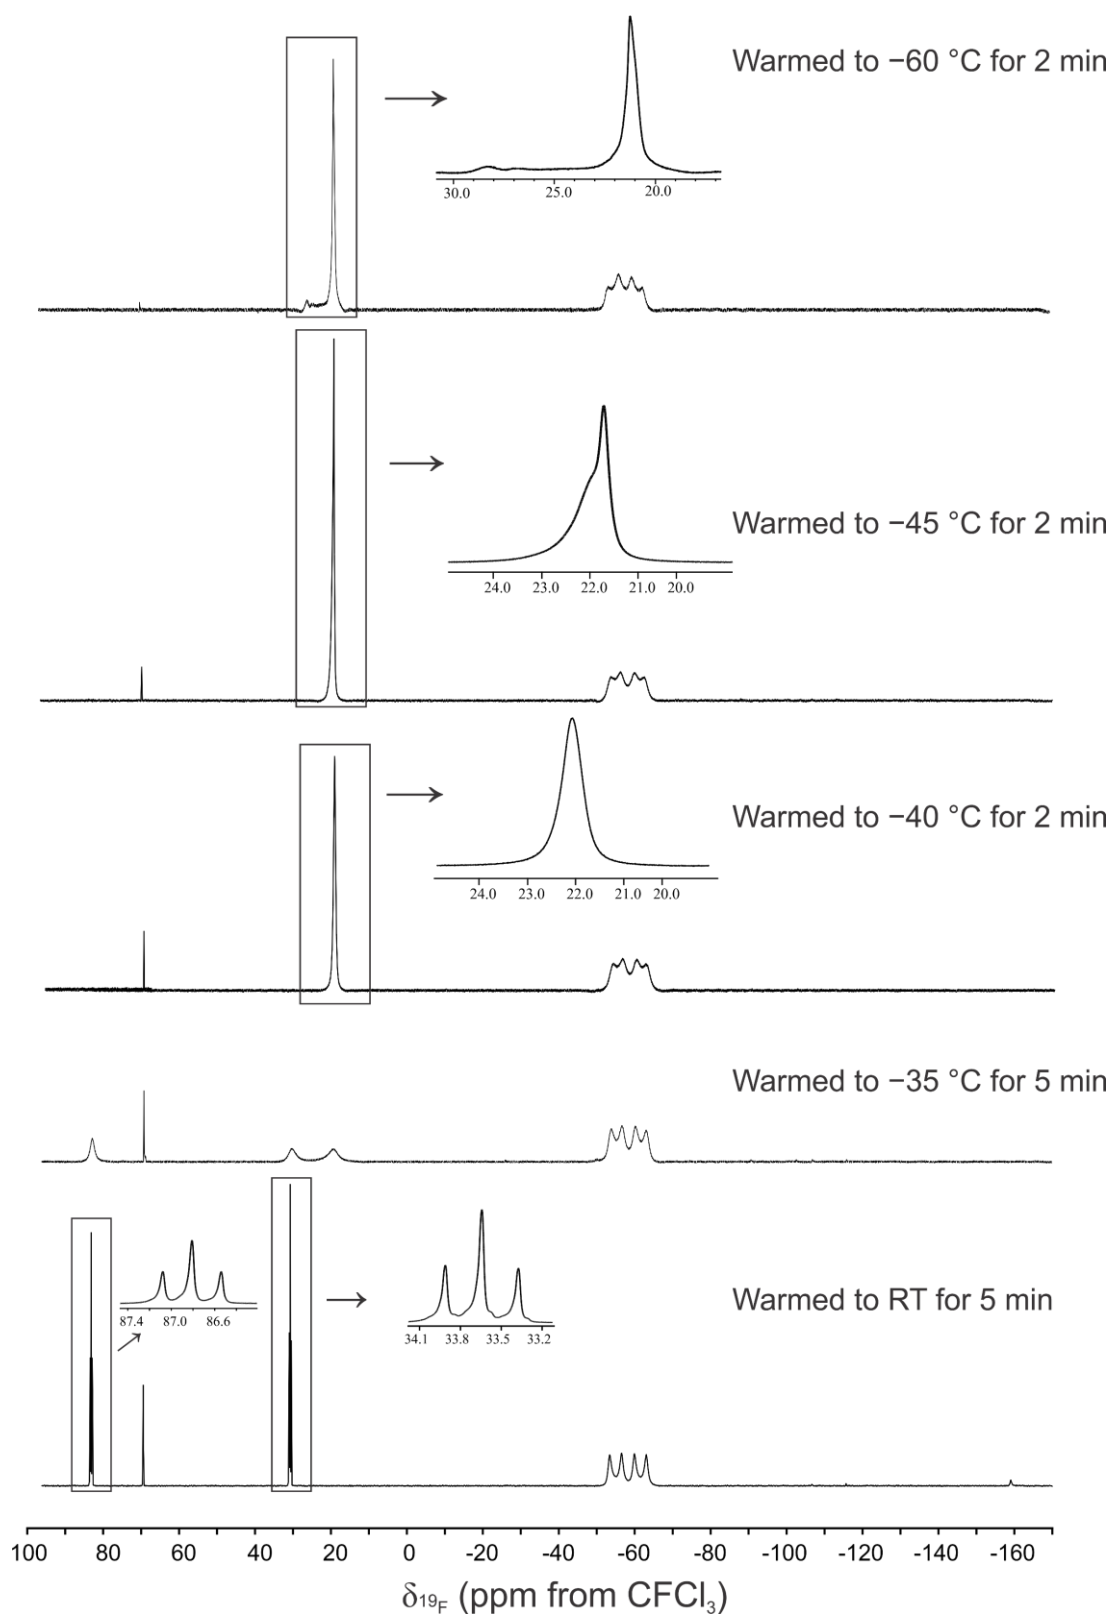 Warmed to −60 °C for 2 min
30.0 25.0 20.0
Warmed to −45 °C for 2 min
24.0 23.0 22.0 21.0 20.0
Warmed to −40 °C for 2 min
24.0 23.0 22.0 21.0 20.0
Warmed to −35 °C for 5 min
Warmed to RT for 5 min
87.4 87.0 86.6
34.1 33.8 33.5 33.2
100 80 60 40 20 0 -20 -40 -60 -80 -100 -120 -140 -160
δ19F (ppm from CFCl3)